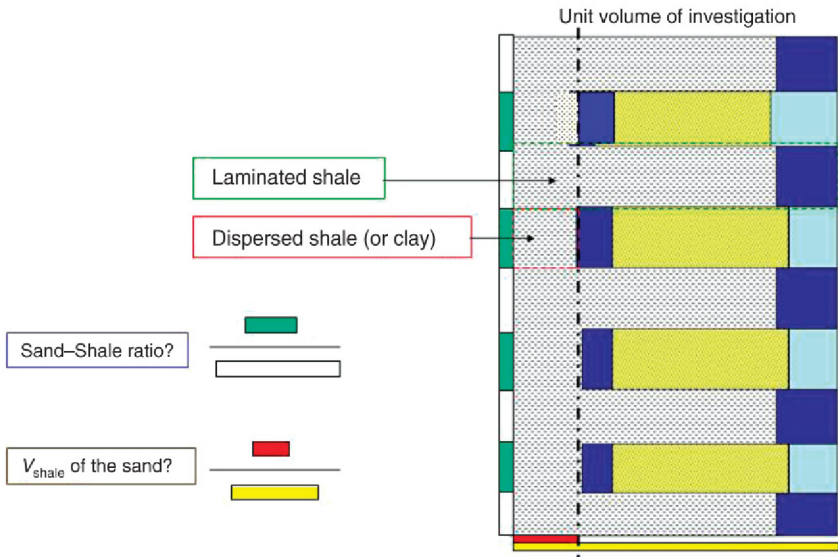 Unit volume of investigation
Laminated shale
Dispersed shale (or clay)
Sand–Shale ratio?
Vshale of the sand?